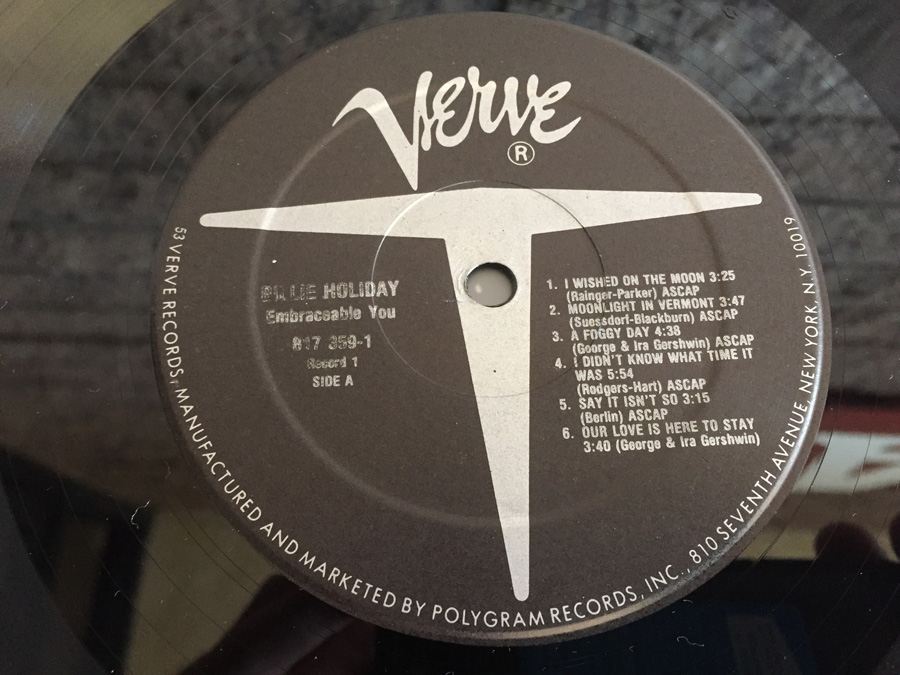 Verve
®
BILLIE HOLIDAY
Embraceable You
817 359-1
Record 1
SIDE A
1. I WISHED ON THE MOON 3:25
(Rainger-Parker) ASCAP
2. MOONLIGHT IN VERMONT 3:47
(Suessdorf-Blackburn) ASCAP
3. A FOGGY DAY 4:38
(George & Ira Gershwin) ASCAP
4. I DIDN'T KNOW WHAT TIME IT
WAS 5:54
(Rodgers-Hart) ASCAP
5. SAY IT ISN'T SO 3:15
(Berlin) ASCAP
6. OUR LOVE IS HERE TO STAY
3:40 (George & Ira Gershwin)
VERVE RECORDS, MANUFACTURED AND MARKETED BY POLYGRAM RECORDS, INC., 810 SEVENTH AVENUE, NEW YORK, N.Y. 10019